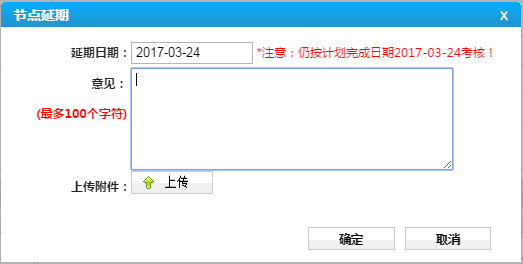 节点延期 X
延期日期： 2017-03-24 *注意：仍按计划完成日期2017-03-24考核！
意见：
(最多100个字符)
上传附件： 上传
确定 取消